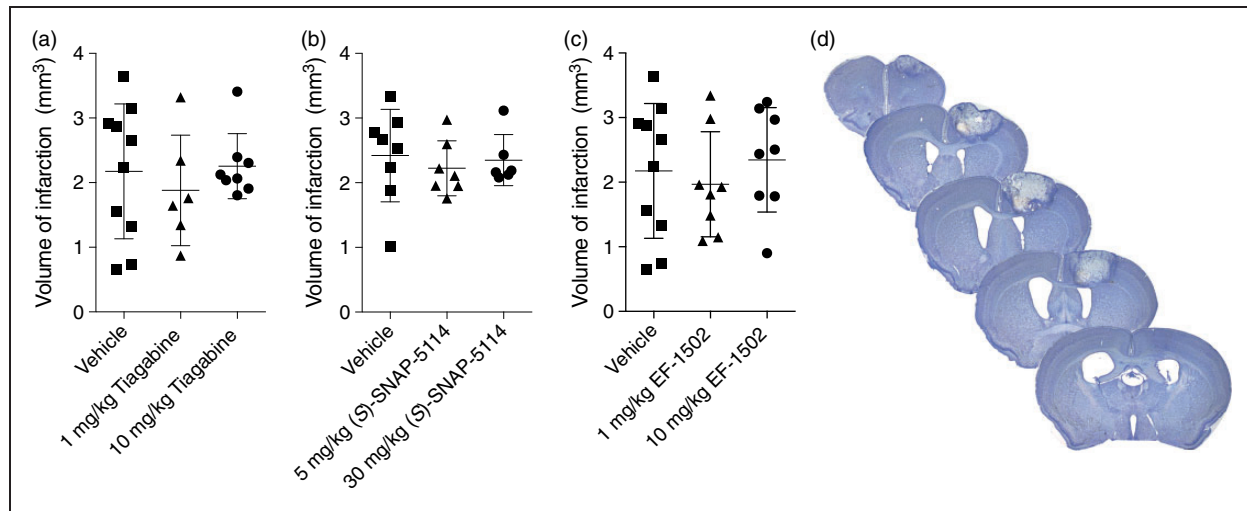 (a)
Volume of infarction (mm³)
4
3
2
1
0
Vehicle
1 mg/kg Tiagabine
10 mg/kg Tiagabine
(b)
Volume of infarction (mm³)
4
3
2
1
0
Vehicle
5 mg/kg (S)-SNAP-5114
30 mg/kg (S)-SNAP-5114
(c)
Volume of infarction (mm³)
4
3
2
1
0
Vehicle
1 mg/kg EF-1502
10 mg/kg EF-1502
(d)